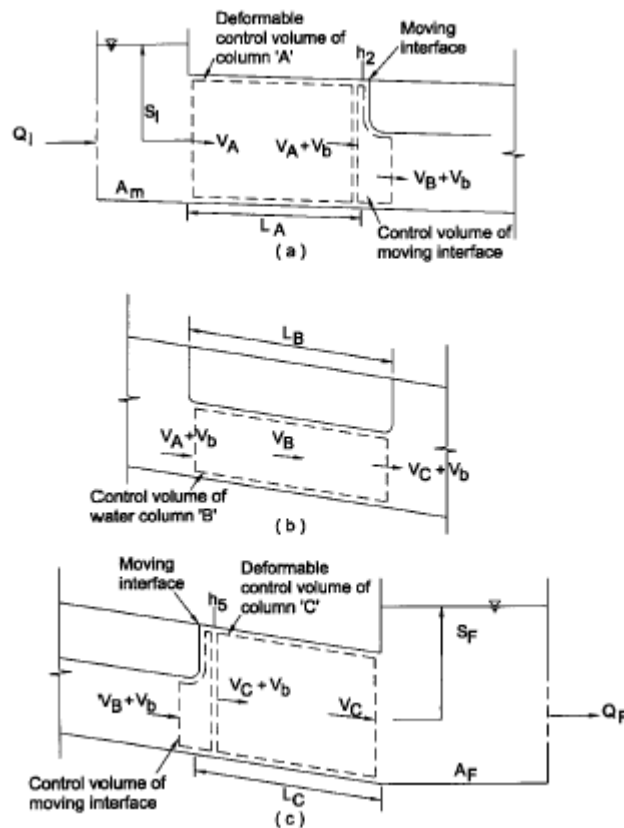 Deformable
control volume of
column 'A'
h2
Moving
interface
SI
QI
VA
VA+Vb
VB+Vb
Am
LA
Control volume of
moving interface
( a )
LB
VA+Vb
VB
VC+Vb
Control volume of
water column 'B'
( b )
Moving
interface
h5
Deformable
control volume of
column 'C'
SF
VB+Vb
VC+Vb
VC
QF
Control volume of
moving interface
LC
AF
( c )